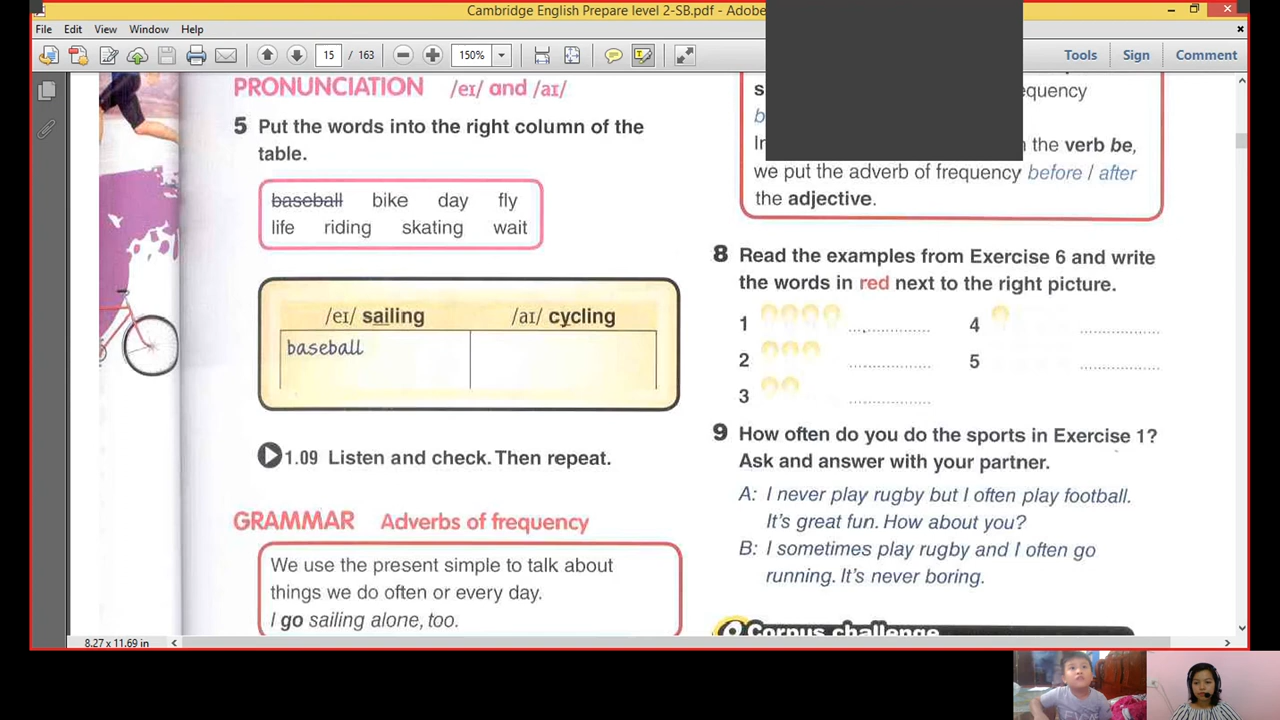 Cambridge English Prepare level 2-SB.pdf - Adobe
File Edit View Window Help
15 / 163 150% Tools Sign Comment
PRONUNCIATION /eɪ/ and /aɪ/
5 Put the words into the right column of the
table.
baseball bike day fly
life riding skating wait
/eɪ/ sailing /aɪ/ cycling
baseball
1.09 Listen and check. Then repeat.
GRAMMAR Adverbs of frequency
We use the present simple to talk about
things we do often or every day.
I go sailing alone, too.
equency
the verb be,
we put the adverb of frequency before / after
the adjective.
8 Read the examples from Exercise 6 and write
the words in red next to the right picture.
1 .................... 4 ....................
2 .................... 5 ....................
3 ....................
9 How often do you do the sports in Exercise 1?
Ask and answer with your partner.
A: I never play rugby but I often play football.
It's great fun. How about you?
B: I sometimes play rugby and I often go
running. It's never boring.
Corpus challenge
8.27 x 11.69 in